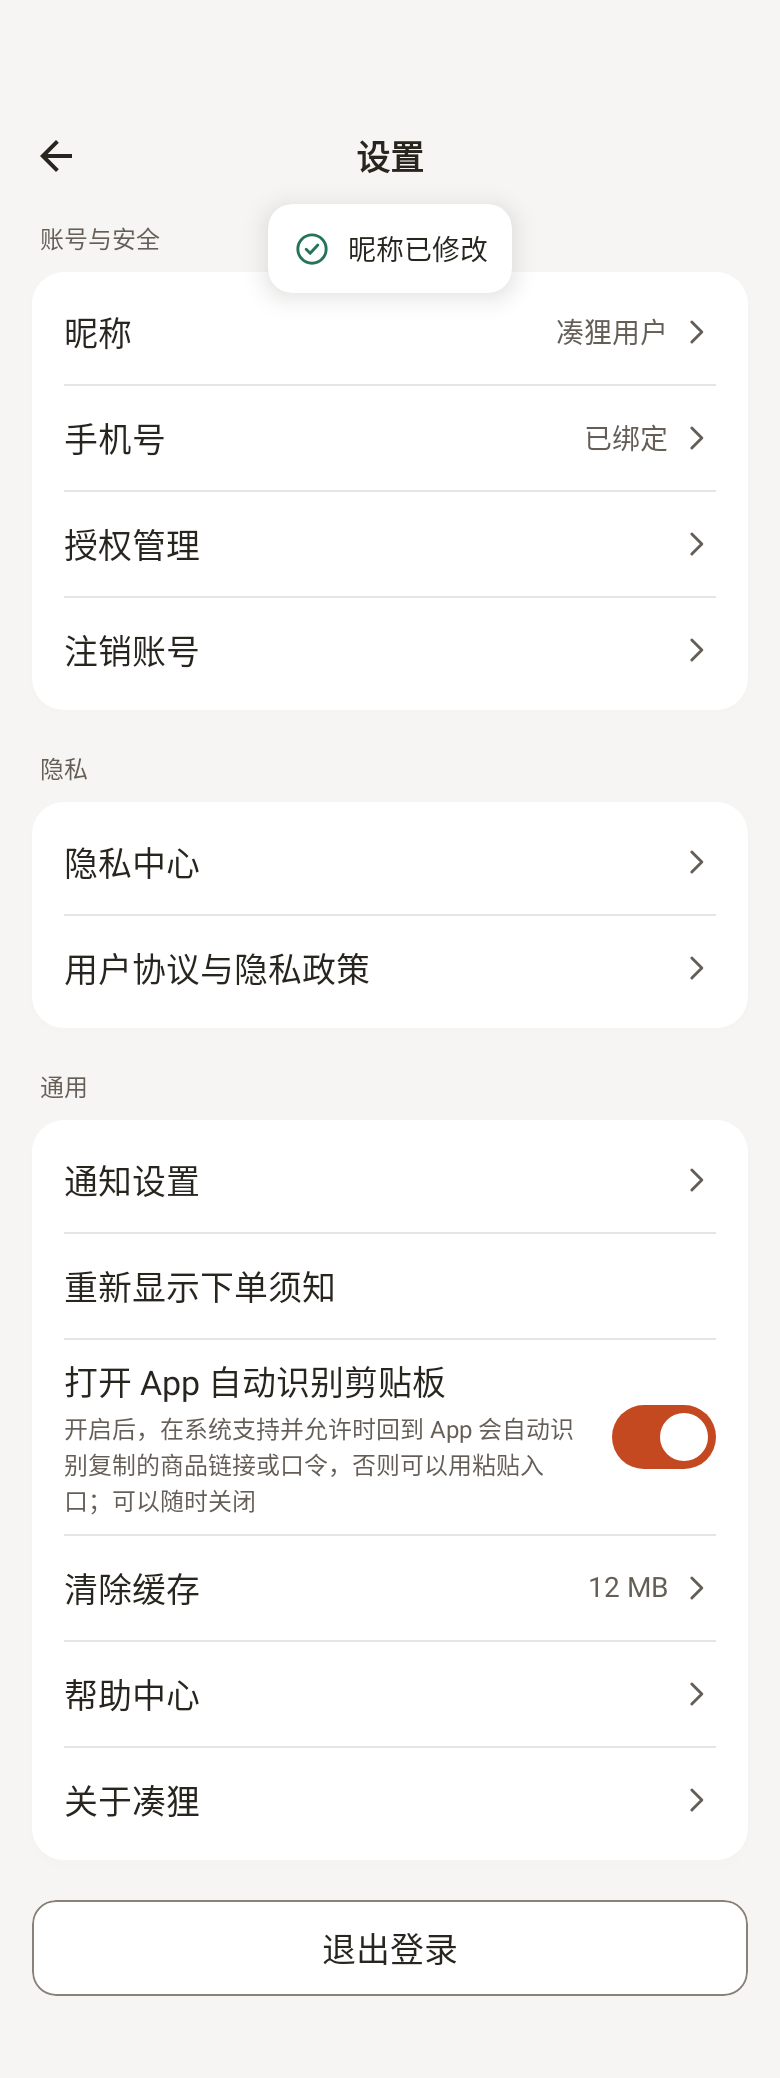 设置
昵称已修改
账号与安全
昵称
凑狸用户
手机号
已绑定
授权管理
注销账号
隐私
隐私中心
用户协议与隐私政策
通用
通知设置
重新显示下单须知
打开 App 自动识别剪贴板
开启后，在系统支持并允许时回到 App 会自动识
别复制的商品链接或口令，否则可以用粘贴入
口；可以随时关闭
清除缓存
12 MB
帮助中心
关于凑狸
退出登录